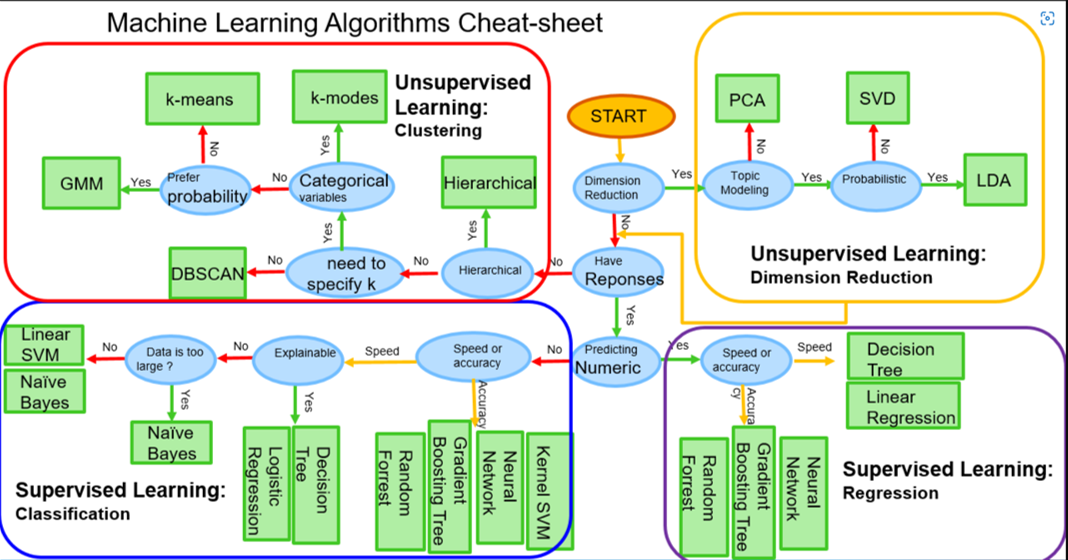 Machine Learning Algorithms Cheat-sheet
Unsupervised
Learning:
Clustering
k-means
k-modes
START
PCA
SVD
No
Yes
No
No
GMM
Yes
Prefer
probability
No
Categorical
variables
Hierarchical
Dimension
Reduction
Yes
Topic
Modeling
Yes
Probabilistic
Yes
LDA
Yes
Yes
No
DBSCAN
No
need to
specify k
No
Hierarchical
No
Have
Reponses
Unsupervised Learning:
Dimension Reduction
Yes
Linear
SVM
No
Data is too
large ?
No
Explainable
Speed
Speed or
accuracy
No
Predicting
Numeric
Yes
Speed or
accuracy
Speed
Decision
Tree
Naïve
Bayes
Yes
Yes
Accuracy
Accura
cy
Linear
Regression
Naïve
Bayes
Logistic
Regression
Decision
Tree
Random
Forrest
Gradient
Boosting Tree
Neural
Network
Kernel SVM
Random
Forrest
Gradient
Boosting Tree
Neural
Network
Supervised Learning:
Classification
Supervised Learning:
Regression